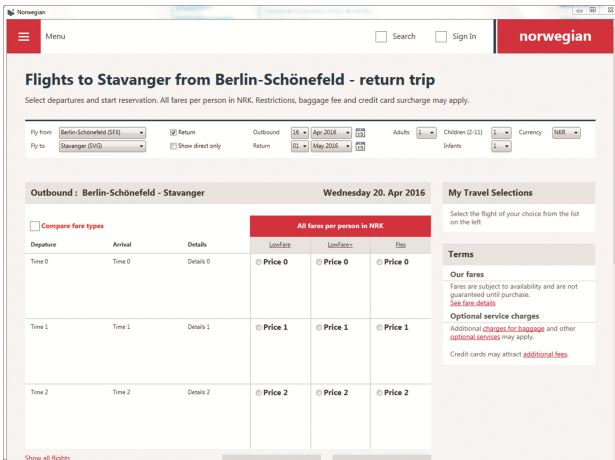 Norwegian
Menu
Search
Sign In
norwegian
Flights to Stavanger from Berlin-Schönefeld - return trip
Select departures and start reservation. All fares per person in NRK. Restrictions, baggage fee and credit card surcharge may apply.
Fly from Berlin-Schönefeld (SFX) Return Outbound 16 Apr 2016 Adults 1 Children (2-11) 1 Currency NKR
Fly to Stavanger (SVG) Show direct only Return 01 May 2016 Infants 1
Outbound : Berlin-Schönefeld - Stavanger Wednesday 20. Apr 2016
Compare fare types
All fares per person in NRK
Depature Arrival Details LowFare LowFare+ Flex
Time 0 Time 0 Details 0 Price 0 Price 0 Price 0
Time 1 Time 1 Details 1 Price 1 Price 1 Price 1
Time 2 Time 2 Details 2 Price 2 Price 2 Price 2
Show all flights
My Travel Selections
Select the flight of your choice from the list
on the left
Terms
Our fares
Fares are subject to availability and are not
guaranteed until purchase.
See fare details
Optional service charges
Additional charges for baggage and other
optional services may apply.
Credit cards may attract additional fees.